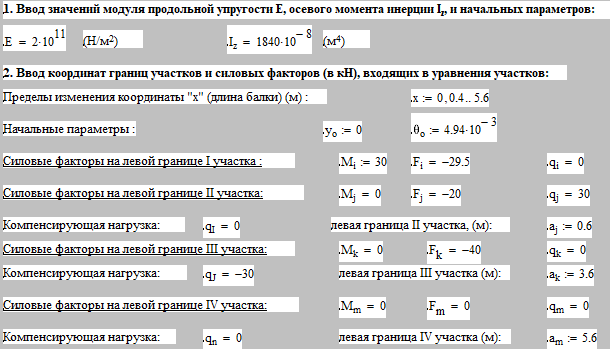 1. Ввод значений модуля продольной упругости E, осевого момента инерции Iz, и начальных параметров:
.E = 2·10^11 (Н/м²) .Iz = 1840·10^−8 (м⁴)
2. Ввод координат границ участков и силовых факторов (в кН), входящих в уравнения участков:
Пределы изменения координаты "x" (длина балки) (м) : .x := 0,0.4 .. 5.6
Начальные параметры : .yo := 0 .θo := 4.94·10^−3
Силовые факторы на левой границе I участка : .Mi := 30 .Fi = −29.5 .qi = 0
Силовые факторы на левой границе II участка: .Mj = 0 .Fj = −20 .qj = 30
Компенсирующая нагрузка: .qI = 0 левая граница II участка, (м): .aj := 0.6
Силовые факторы на левой границе III участка: .Mk = 0 .Fk = −40 .qk = 0
Компенсирующая нагрузка: .qJ = −30 левая граница III участка (м): .ak := 3.6
Силовые факторы на левой границе IV участка: .Mm = 0 .Fm = 0 .qm = 0
Компенсирующая нагрузка: .qn = 0 левая граница IV участка (м): .am := 5.6